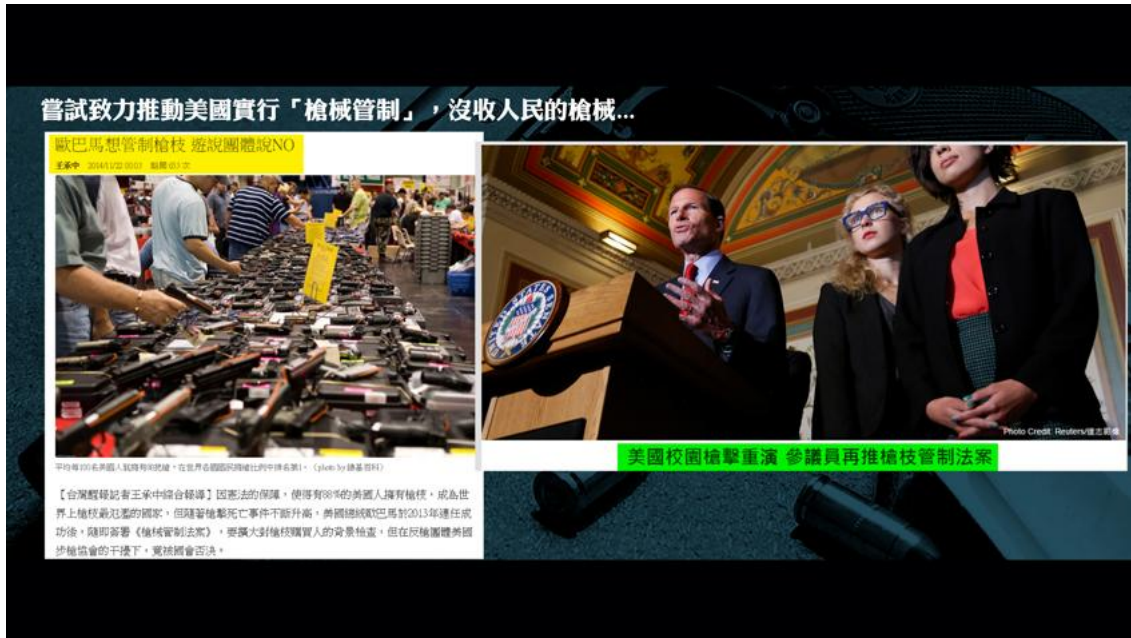 嘗試致力推動美國實行「槍械管制」，沒收人民的槍械...
歐巴馬想管制槍枝 遊說團體說NO
王承中 2014/11/22 00:03 點閱 次
平均每100名美國人就擁有88把槍，在世界各國國民擁槍比例中排名第1。（photo by 維基百科）
【台灣醒報記者王承中綜合報導】因憲法的保障，使得有88%的美國人擁有槍枝，成為世
界上槍枝最氾濫的國家，但隨著槍擊死亡事件不斷升高，美國總統歐巴馬於2013年連任成
功後，隨即簽署《槍械管制法案》，要擴大對槍枝購買人的背景檢查，但在反槍團體美國
步槍協會的干擾下，竟被國會否決。
Photo Credit: Reuters/達志影像
美國校園槍擊重演 參議員再推槍枝管制法案